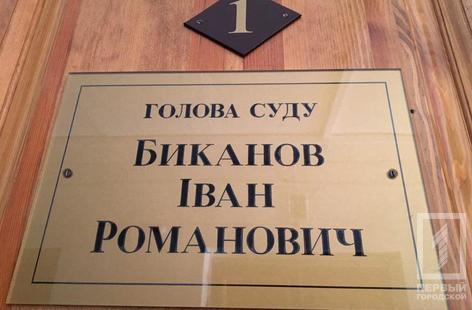 1
ГОЛОВА СУДУ
БИКАНОВ
ІВАН
РОМАНОВИЧ
ПЕРВЫЙ
ГОРОДСКОЙ